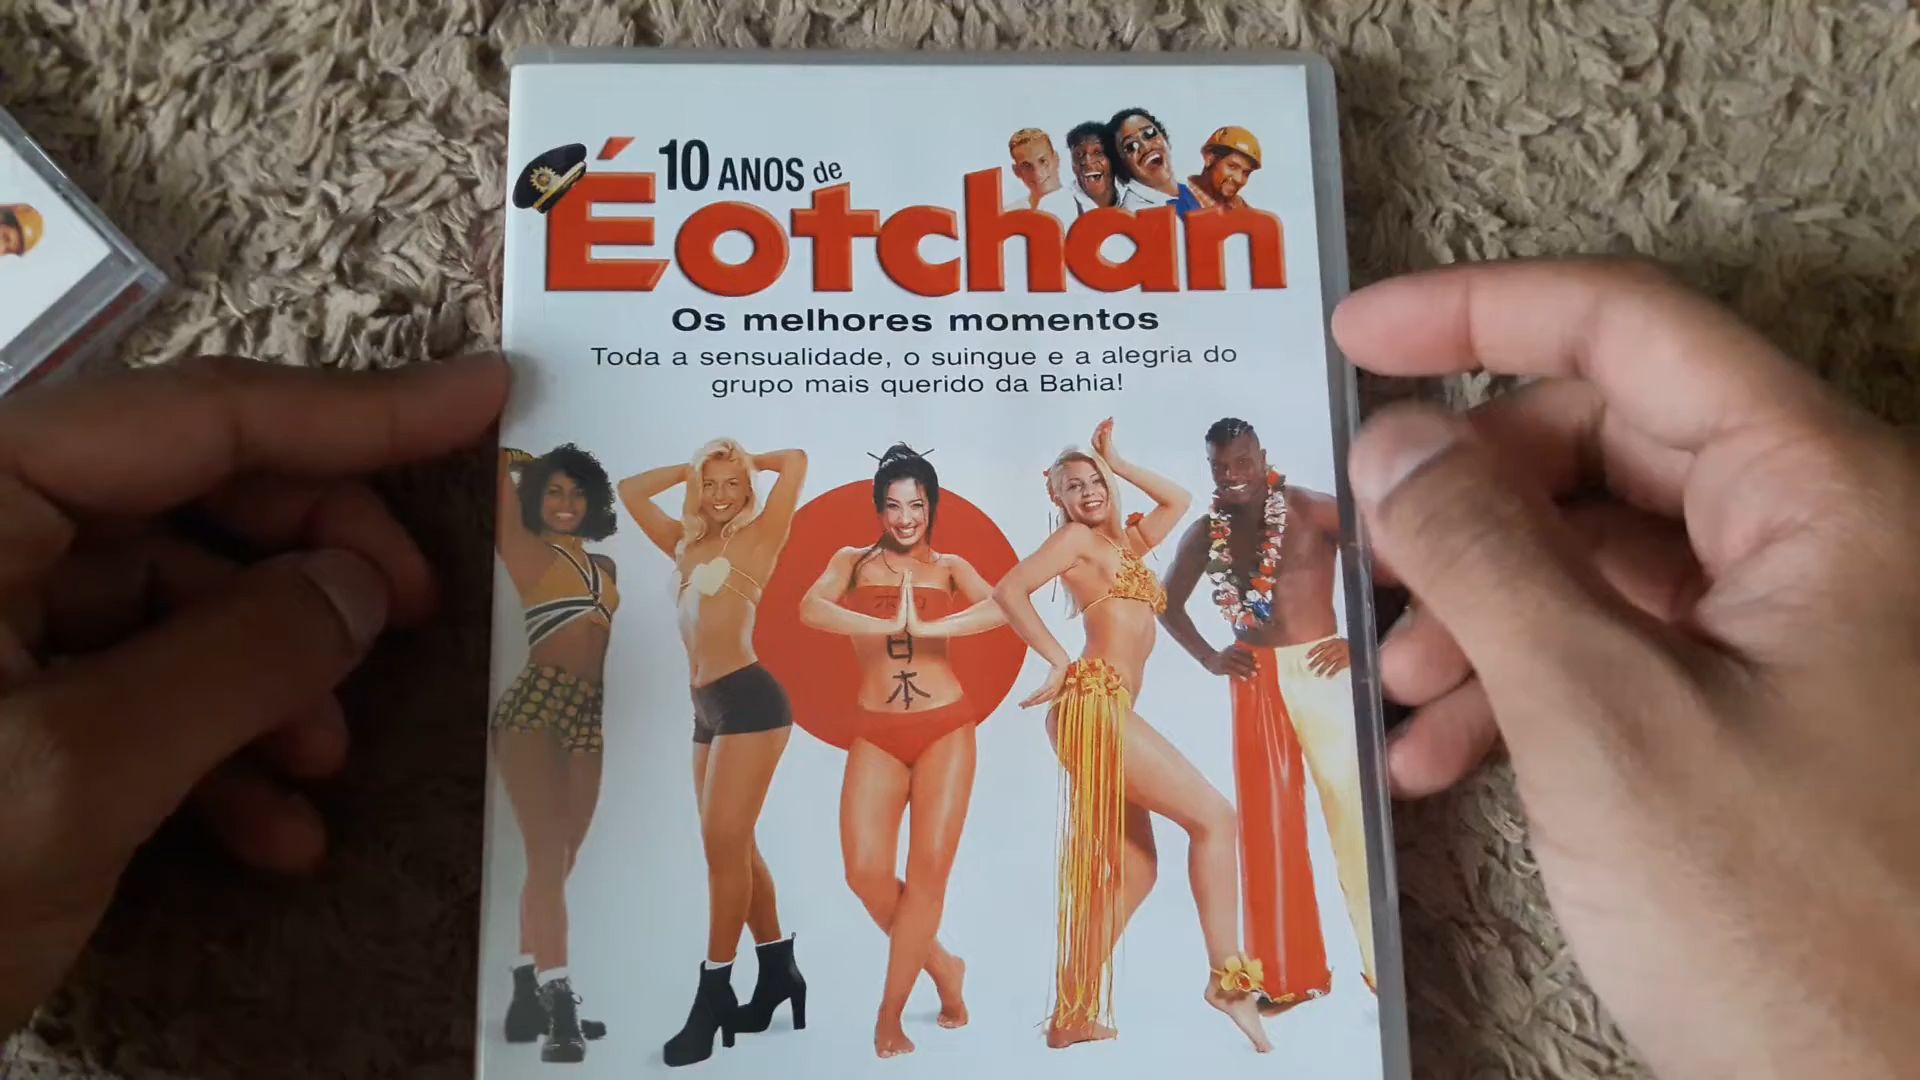 10 ANOS de
Éotchan
Os melhores momentos
Toda a sensualidade, o suingue e a alegria do
grupo mais querido da Bahia!
日
本